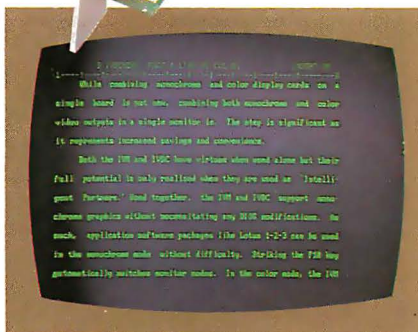 While combining monochrome and color display cards on a
single board is not new, combining both monochrome and color
video outputs in a single monitor is. The step is significant as
it represents increased savings and convenience.
Both the IVM and IVDC have virtues when used alone but their
full potential is only realized when they are used as "Intelli-
gent Partware." Used together, the IVM and IVDC support mono-
chrome graphics without necessitating any BIOS modifications. As
such, application software packages like Lotus 1-2-3 can be used
in the monochrome mode without difficulty. Striking the FSR key
automatically switches monitor modes. In the color mode, the IVM